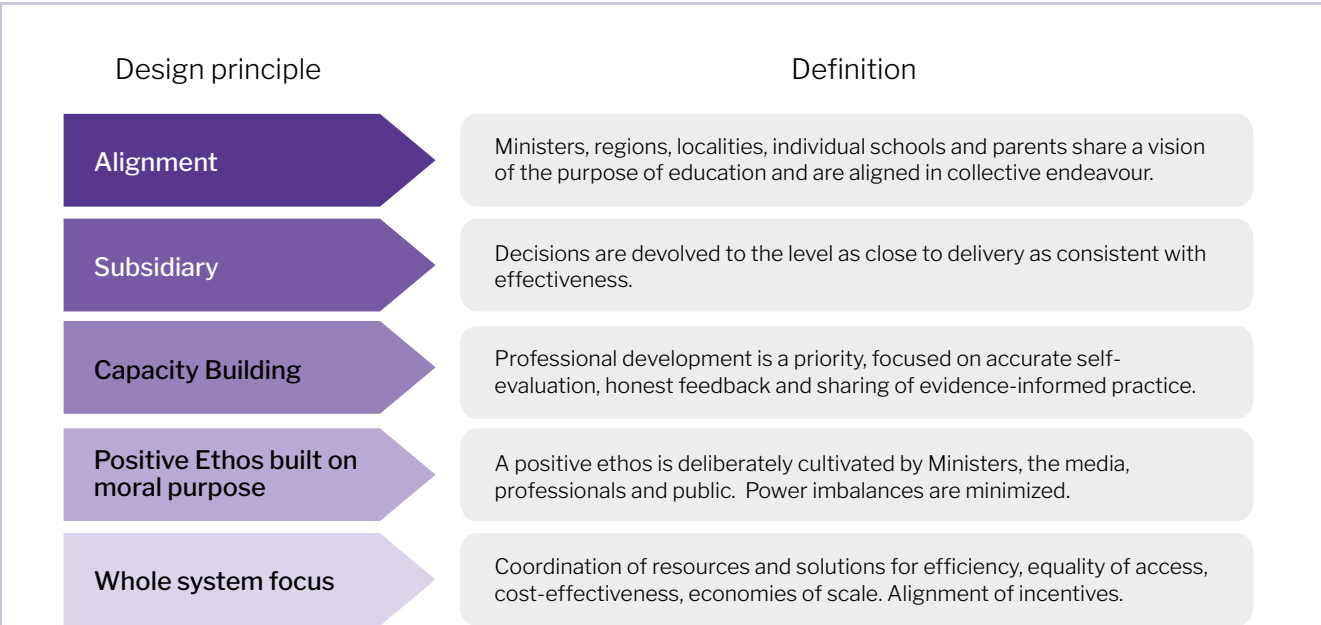 Design principle
Definition
Alignment
Ministers, regions, localities, individual schools and parents share a vision
of the purpose of education and are aligned in collective endeavour.
Subsidiary
Decisions are devolved to the level as close to delivery as consistent with
effectiveness.
Capacity Building
Professional development is a priority, focused on accurate self-
evaluation, honest feedback and sharing of evidence-informed practice.
Positive Ethos built on
moral purpose
A positive ethos is deliberately cultivated by Ministers, the media,
professionals and public.  Power imbalances are minimized.
Whole system focus
Coordination of resources and solutions for efficiency, equality of access,
cost-effectiveness, economies of scale. Alignment of incentives.